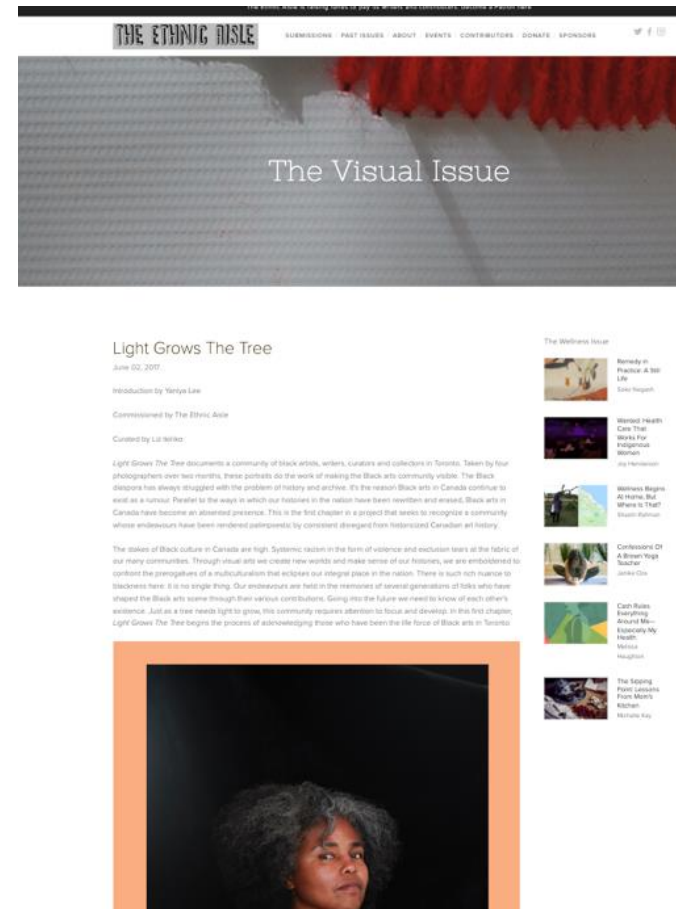 The Ethnic Aisle is raising funds to pay its writers and contributors. Become a Patron here
THE ETHNIC AISLE
SUBMISSIONS / PAST ISSUES / ABOUT / EVENTS / CONTRIBUTORS / DONATE / SPONSORS
The Visual Issue
Light Grows The Tree
June 02, 2017
Introduction by Yaniya Lee
Commissioned by The Ethnic Aisle
Curated by
Light Grows The Tree documents a community of black artists, writers, curators and collectors in Toronto. Taken by four
photographers over two months, these portraits do the work of making the Black arts community visible. The Black
diaspora has always struggled with the problem of history and archive. It's the reason Black arts in Canada continue to
exist as a rumour. Parallel to the ways in which our histories in the nation have been rewritten and erased, Black arts in
Canada have become an absented presence. This is the first chapter in a project that seeks to recognize a community
whose endeavours have been rendered palimpsestic by consistent disregard from historicized Canadian art history.
The stakes of Black culture in Canada are high. Systemic racism in the form of violence and exclusion tears at the fabric of
our many communities. Through visual arts we create new worlds and make sense of our histories, we are emboldened to
confront the prerogatives of a multiculturalism that eclipses our integral place in the nation. There is such rich nuance to
blackness here: it is no single thing. Our endeavours are held in the memories of several generations of folks who have
shaped the Black arts scene through their various contributions. Going into the future we need to know of each other's
existence. Just as a tree needs light to grow, this community requires attention to focus and develop. In this first chapter,
Light Grows The Tree begins the process of acknowledging those who have been the life force of Black arts in Toronto.
The Wellness Issue
Remedy in
Practice: A Still
Life
Wanted: Health
Care That
Works For
Indigenous
Women
Joy Henderson
Wellness Begins
At Home, But
Where Is That?
Rahman
Confessions Of
A Brown Yoga
Teacher
Cash Rules
Everything
Around Me—
Especially My
Health
Melissa
Houghton
The Sipping
Point: Lessons
From Mom's
Kitchen
Michelle Kay